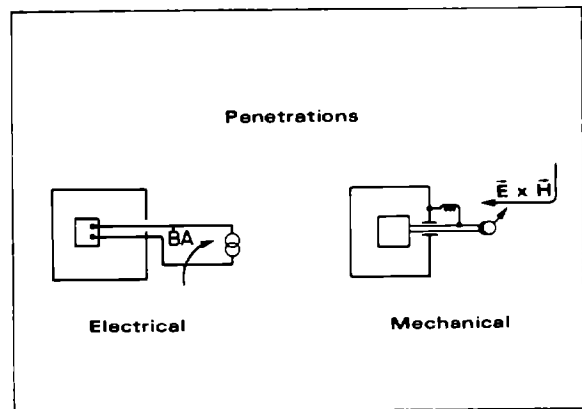 Penetrations
BA
E⃗ x H⃗
Electrical
Mechanical